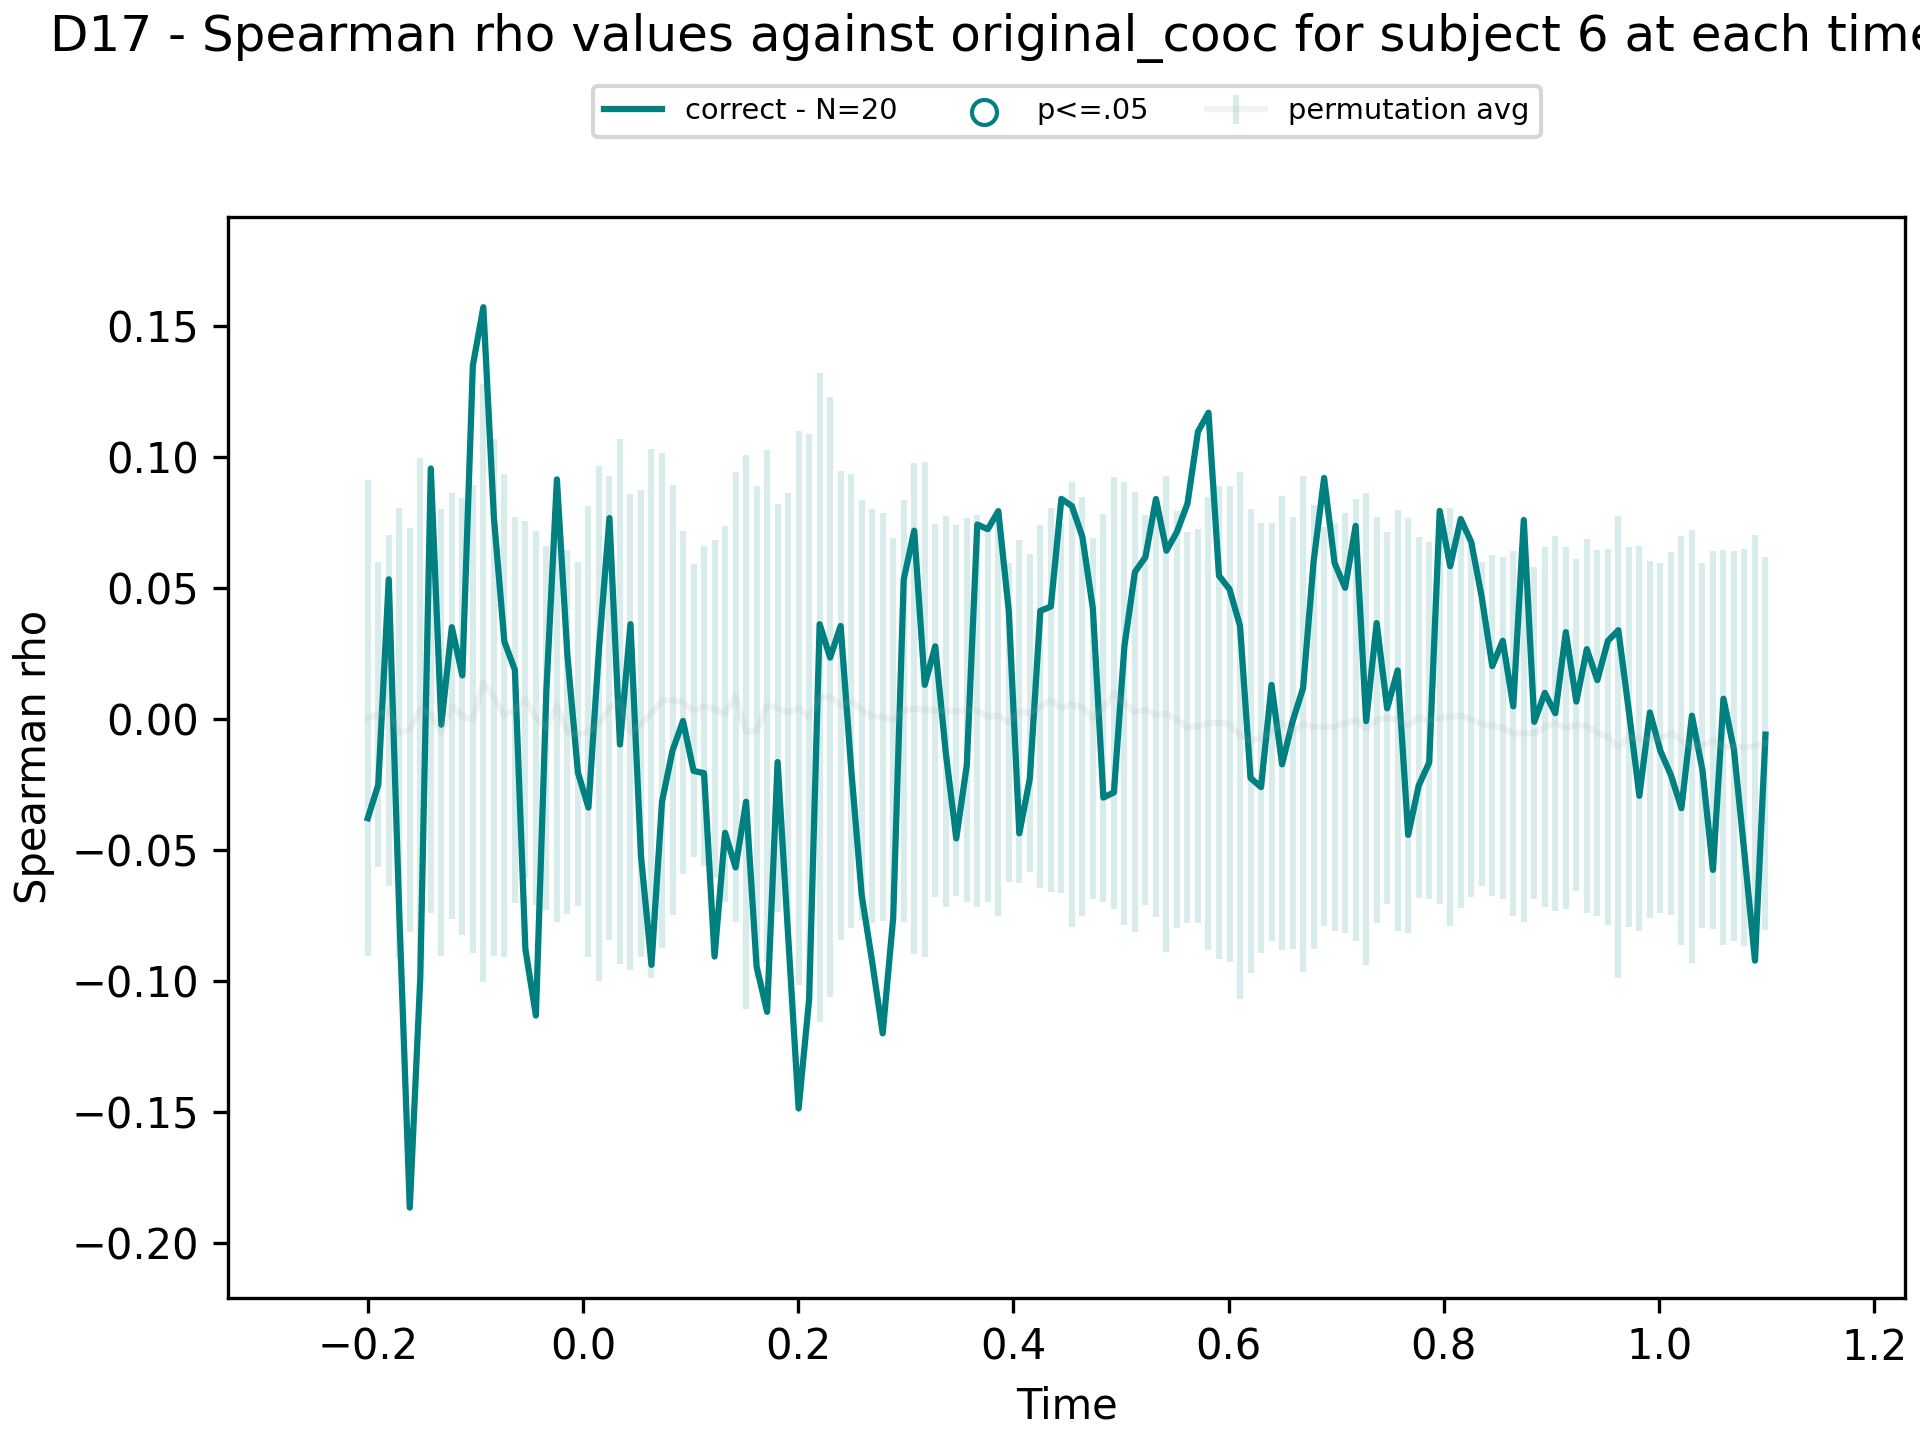 D17 - Spearman rho values against original_cooc for subject 6 at each time
correct - N=20 p<=.05 permutation avg
0.15
0.10
0.05
0.00
−0.05
−0.10
−0.15
−0.20
Spearman rho
−0.2 0.0 0.2 0.4 0.6 0.8 1.0 1.2
Time